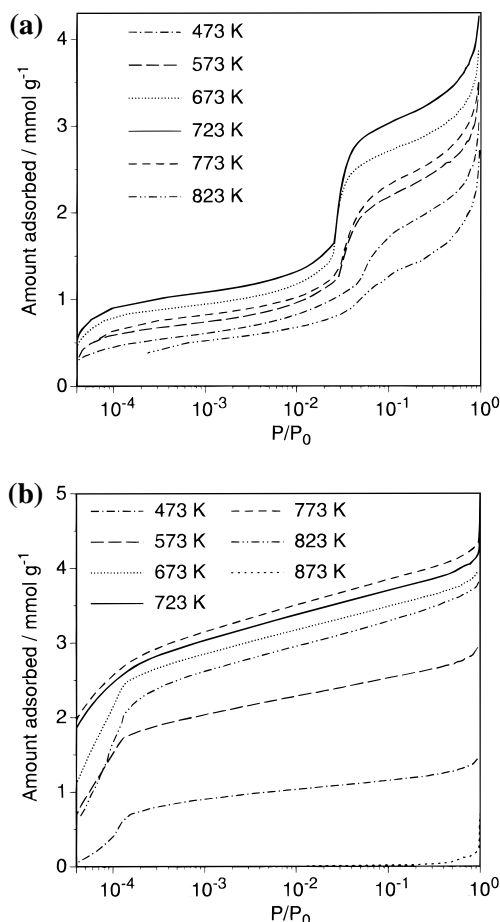 (a)
Amount adsorbed / mmol g⁻¹
4
3
2
1
0
473 K
573 K
673 K
723 K
773 K
823 K
10⁻⁴ 10⁻³ 10⁻² 10⁻¹ 10⁰
P/P₀
(b)
Amount adsorbed / mmol g⁻¹
5
4
3
2
1
0
473 K 773 K
573 K 823 K
673 K 873 K
723 K
10⁻⁴ 10⁻³ 10⁻² 10⁻¹ 10⁰
P/P₀